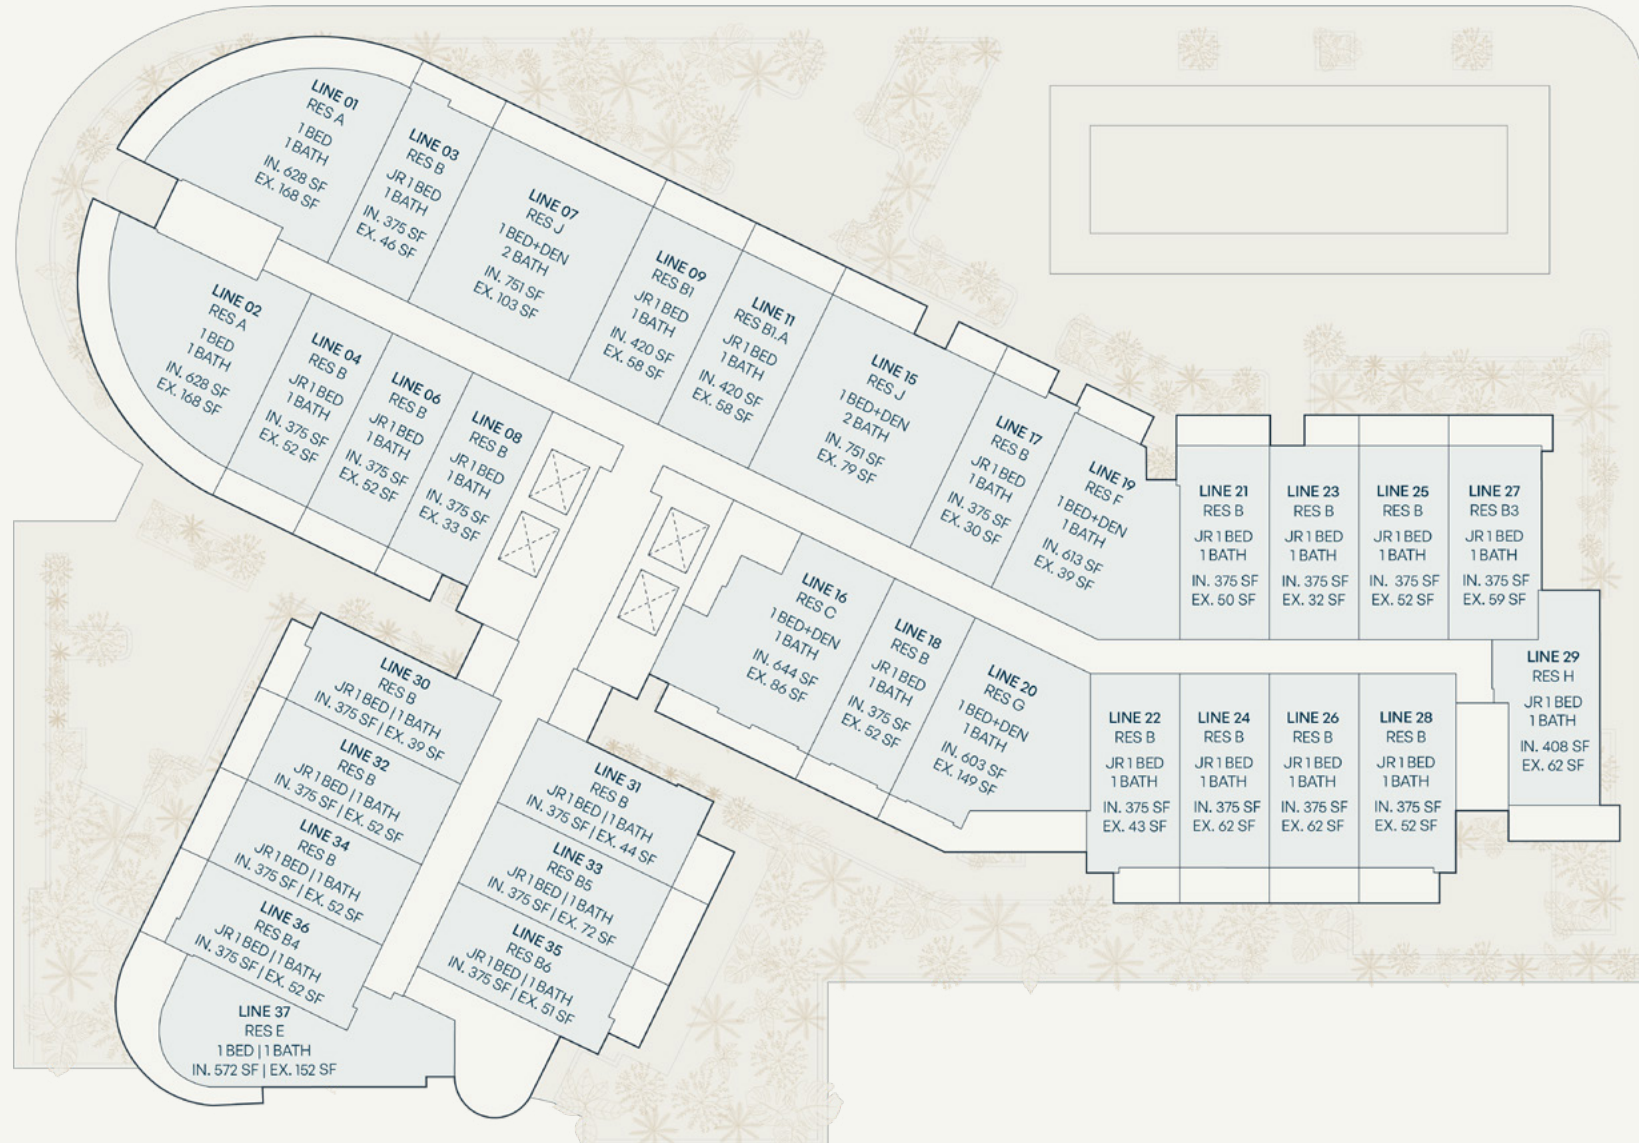 LINE 01
RES A
1 BED
1 BATH
IN. 628 SF
EX. 168 SF
LINE 03
RES B
JR 1 BED
1 BATH
IN. 375 SF
EX. 46 SF
LINE 07
RES J
1 BED+DEN
2 BATH
IN. 751 SF
EX. 103 SF
LINE 09
RES B1
JR 1 BED
1 BATH
IN. 420 SF
EX. 58 SF
LINE 11
RES B1.A
JR 1 BED
1 BATH
IN. 420 SF
EX. 58 SF
LINE 15
RES J
1 BED+DEN
2 BATH
IN. 751 SF
EX. 79 SF
LINE 17
RES B
JR 1 BED
1 BATH
IN. 375 SF
EX. 30 SF
LINE 19
RES F
1 BED+DEN
1 BATH
IN. 613 SF
EX. 39 SF
LINE 21
RES B
JR 1 BED
1 BATH
IN. 375 SF
EX. 50 SF
LINE 23
RES B
JR 1 BED
1 BATH
IN. 375 SF
EX. 32 SF
LINE 25
RES B
JR 1 BED
1 BATH
IN. 375 SF
EX. 52 SF
LINE 27
RES B3
JR 1 BED
1 BATH
IN. 375 SF
EX. 59 SF
LINE 29
RES H
JR 1 BED
1 BATH
IN. 408 SF
EX. 62 SF
LINE 02
RES A
1 BED
1 BATH
IN. 628 SF
EX. 168 SF
LINE 04
RES B
JR 1 BED
1 BATH
IN. 375 SF
EX. 52 SF
LINE 06
RES B
JR 1 BED
1 BATH
IN. 375 SF
EX. 52 SF
LINE 08
RES B
JR 1 BED
1 BATH
IN. 375 SF
EX. 33 SF
LINE 16
RES C
1 BED+DEN
1 BATH
IN. 644 SF
EX. 86 SF
LINE 18
RES B
JR 1 BED
1 BATH
IN. 375 SF
EX. 52 SF
LINE 20
RES G
1 BED+DEN
1 BATH
IN. 603 SF
EX. 149 SF
LINE 22
RES B
JR 1 BED
1 BATH
IN. 375 SF
EX. 43 SF
LINE 24
RES B
JR 1 BED
1 BATH
IN. 375 SF
EX. 62 SF
LINE 26
RES B
JR 1 BED
1 BATH
IN. 375 SF
EX. 62 SF
LINE 28
RES B
JR 1 BED
1 BATH
IN. 375 SF
EX. 52 SF
LINE 30
RES B
JR 1 BED | 1 BATH
IN. 375 SF | EX. 39 SF
LINE 32
RES B
JR 1 BED | 1 BATH
IN. 375 SF | EX. 52 SF
LINE 34
RES B
JR 1 BED | 1 BATH
IN. 375 SF | EX. 52 SF
LINE 36
RES B4
JR 1 BED | 1 BATH
IN. 375 SF | EX. 52 SF
LINE 37
RES E
1 BED | 1 BATH
IN. 572 SF | EX. 152 SF
LINE 31
RES B
JR 1 BED | 1 BATH
IN. 375 SF | EX. 44 SF
LINE 33
RES B5
JR 1 BED | 1 BATH
IN. 375 SF | EX. 72 SF
LINE 35
RES B6
JR 1 BED | 1 BATH
IN. 375 SF | EX. 51 SF